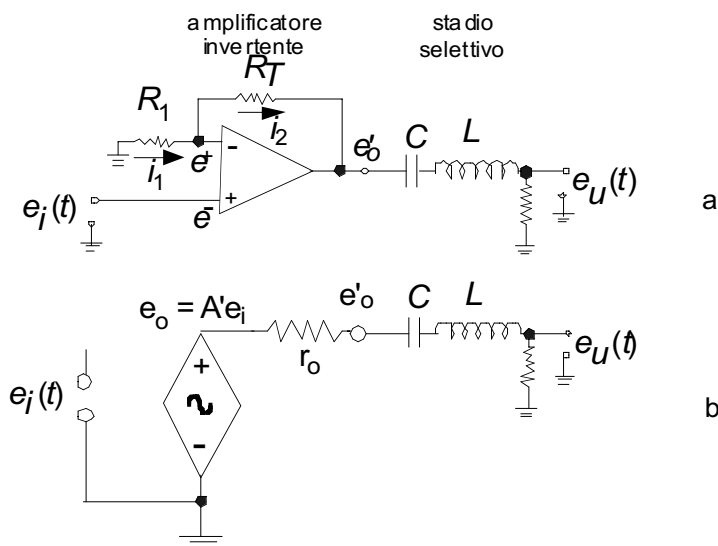 amplificatore
invertente
stadio
selettivo
R_T
R_1
i_2
i_1
e^+
-
e'_o
C
L
e_i(t)
e^-
+
e_u(t)
a
e_o = A'e_i
e'_o
C
L
r_o
e_i(t)
+
-
e_u(t)
b